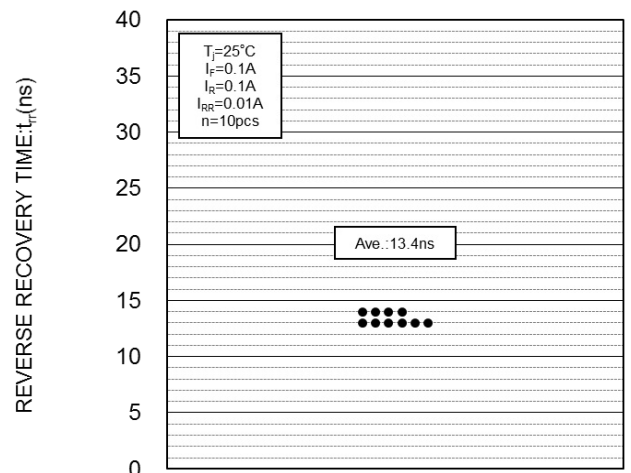 REVERSE RECOVERY TIME:trr(ns)
40
35
30
25
20
15
10
5
0
Tj=25°C
IF=0.1A
IR=0.1A
IRR=0.01A
n=10pcs
Ave.:13.4ns